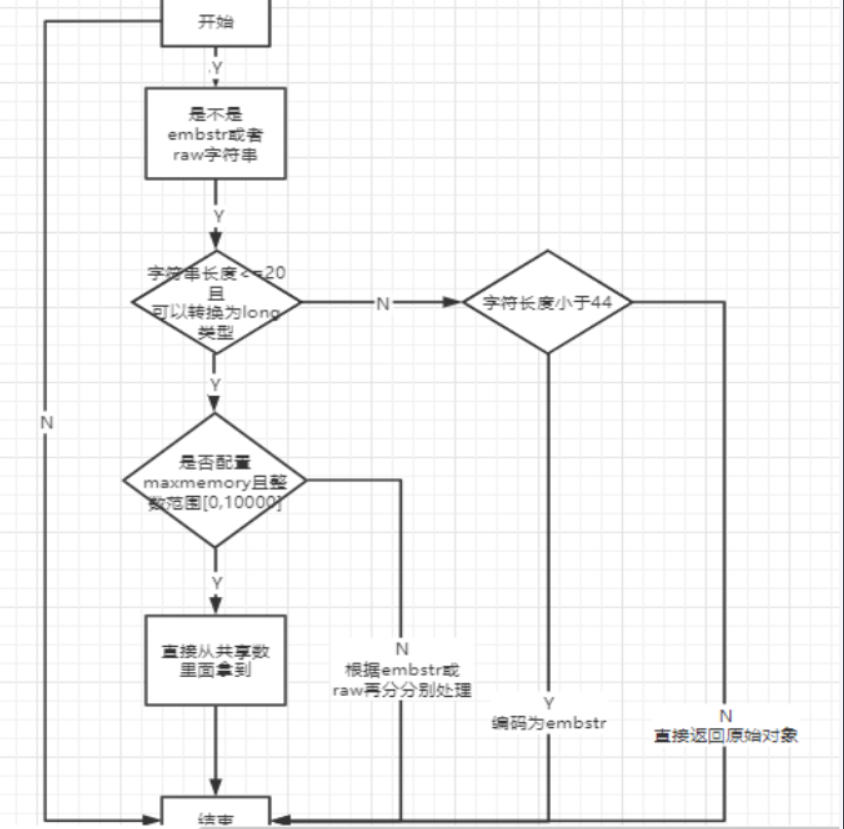 开始
Y
是不是
embstr或者
raw字符串
Y
字符串长度<=20
且
可以转换为long
类型
N
字符长度小于44
Y
N
是否配置
maxmemory且整
数范围[0,10000]
Y
直接从共享数
里面拿到
N
根据embstr或
raw再分分别处理
Y
编码为embstr
N
直接返回原始对象
结束